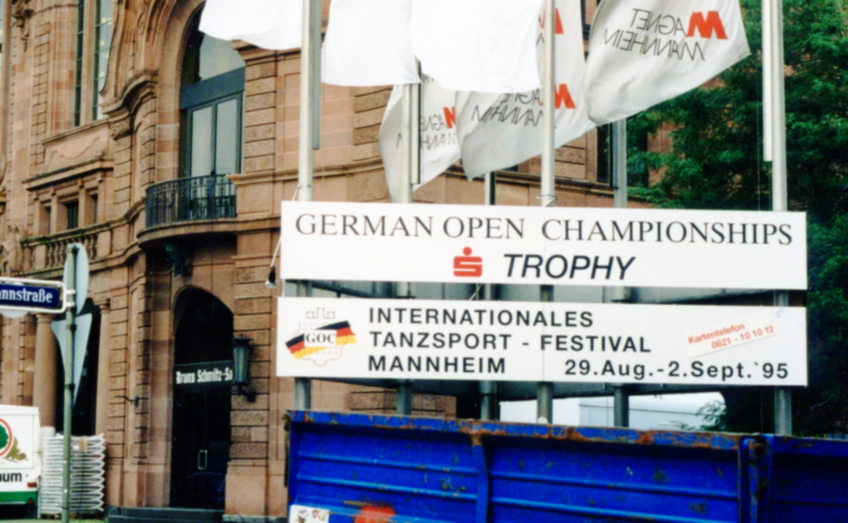 MAGNET
MANNHEIM
GERMAN OPEN CHAMPIONSHIPS
TROPHY
INTERNATIONALES
TANZSPORT - FESTIVAL
MANNHEIM 29.Aug.-2.Sept.`95
GOC
Kartentelefon
0621 - 10 10 12
nnstraße
Bruno Schmitz-Sa
um